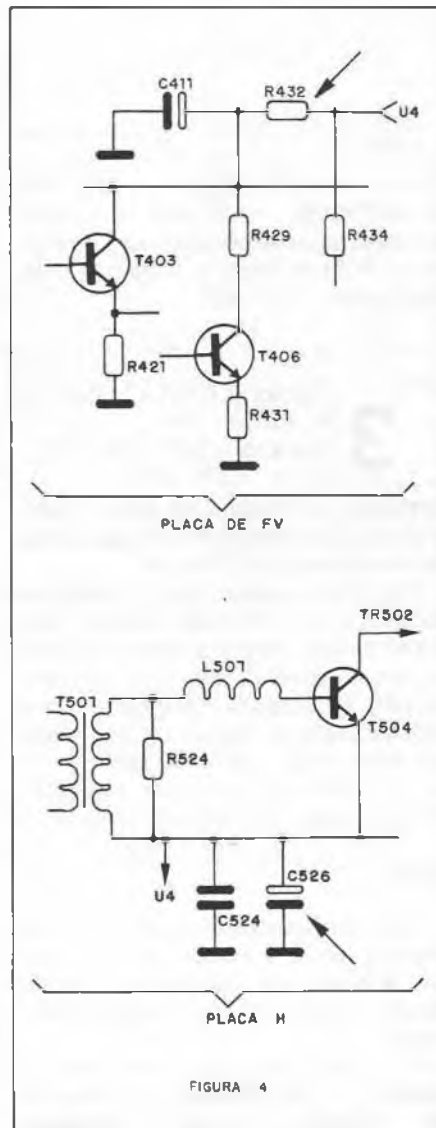 C411
R432
U4
R429
R434
T403
R421
T406
R431
PLACA DE FV
TR502
L507
T507
T504
R524
U4
C526
C524
PLACA H
FIGURA 4